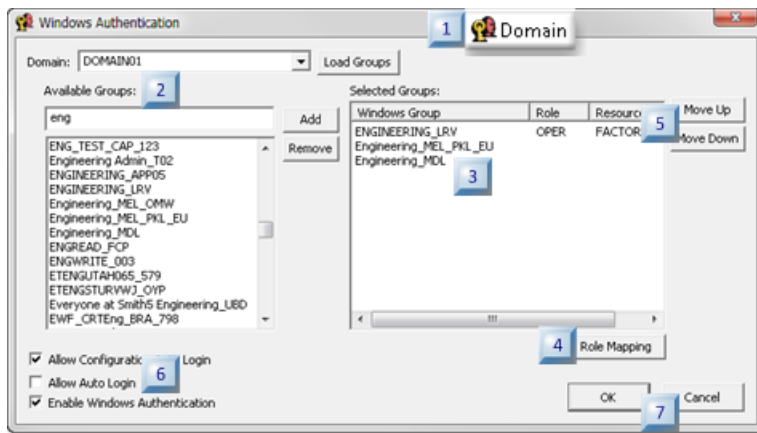 Windows Authentication
1
Domain
Domain: DOMAIN01
Load Groups
Available Groups:
2
eng
Add
Remove
ENG_TEST_CAP_123
Engineering Admin_T02
ENGINEERING_APP05
ENGINEERING_LRV
Engineering_MEL_OMW
Engineering_MEL_PKL_EU
Engineering_MDL
ENGREAD_FCP
ENGWRITE_003
ETENGUTAH065_579
ETENGSTURVWJ_OYP
Everyone at Smith5 Engineering_UBD
EWF_CRTEng_BRA_798
Selected Groups:
Windows Group Role Resource
ENGINEERING_LRV OPER FACTOR
Engineering_MEL_PKL_EU
Engineering_MDL
3
5
Move Up
Move Down
4
Role Mapping
Allow Configuration Login
Allow Auto Login
6
Enable Windows Authentication
OK
7
Cancel